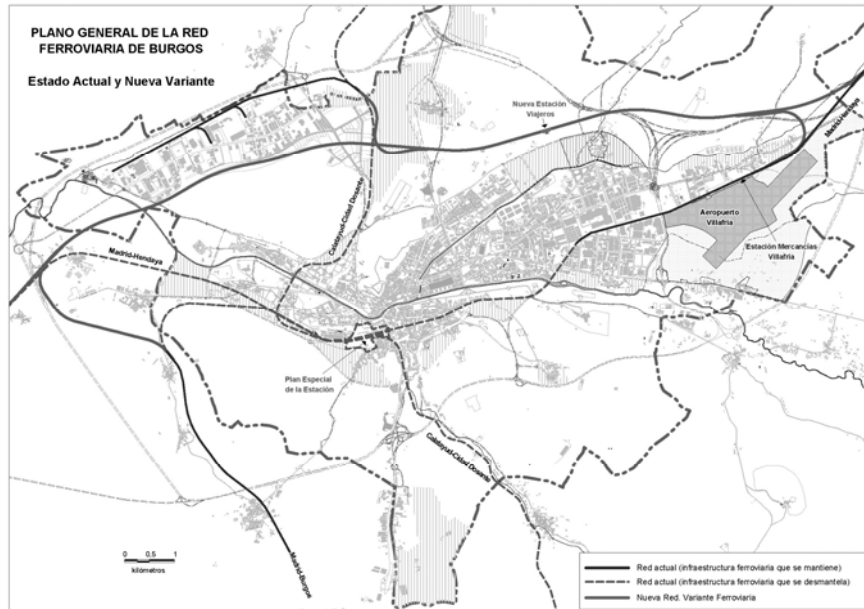 PLANO GENERAL DE LA RED
FERROVIARIA DE BURGOS
Estado Actual y Nueva Variante
Nueva Estación
Viajeros
Madrid-Hendaya
Calatayud-Cidad Dosante
Aeropuerto
Villafría
Estación Mercancías
Villafría
Madrid-Hendaya
Plan Especial
de la Estación
Calatayud-Cidad Dosante
Madrid-Burgos
0 0,5 1
kilómetros
Red actual (infraestructura ferroviaria que se mantiene)
Red actual (infraestructura ferroviaria que se desmantela)
Nueva Red. Variante Ferroviaria